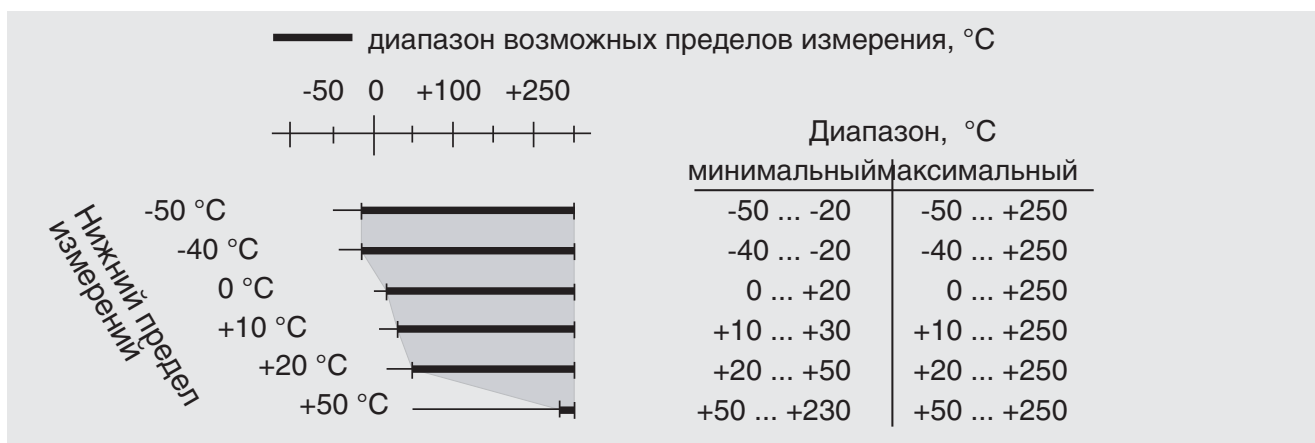 диапазон возможных пределов измерения, °C
-50 0 +100 +250
Диапазон, °C
минимальный максимальный
Нижний предел
измерений
-50 °C
-40 °C
0 °C
+10 °C
+20 °C
+50 °C
-50 ... -20 -50 ... +250
-40 ... -20 -40 ... +250
0 ... +20 0 ... +250
+10 ... +30 +10 ... +250
+20 ... +50 +20 ... +250
+50 ... +230 +50 ... +250